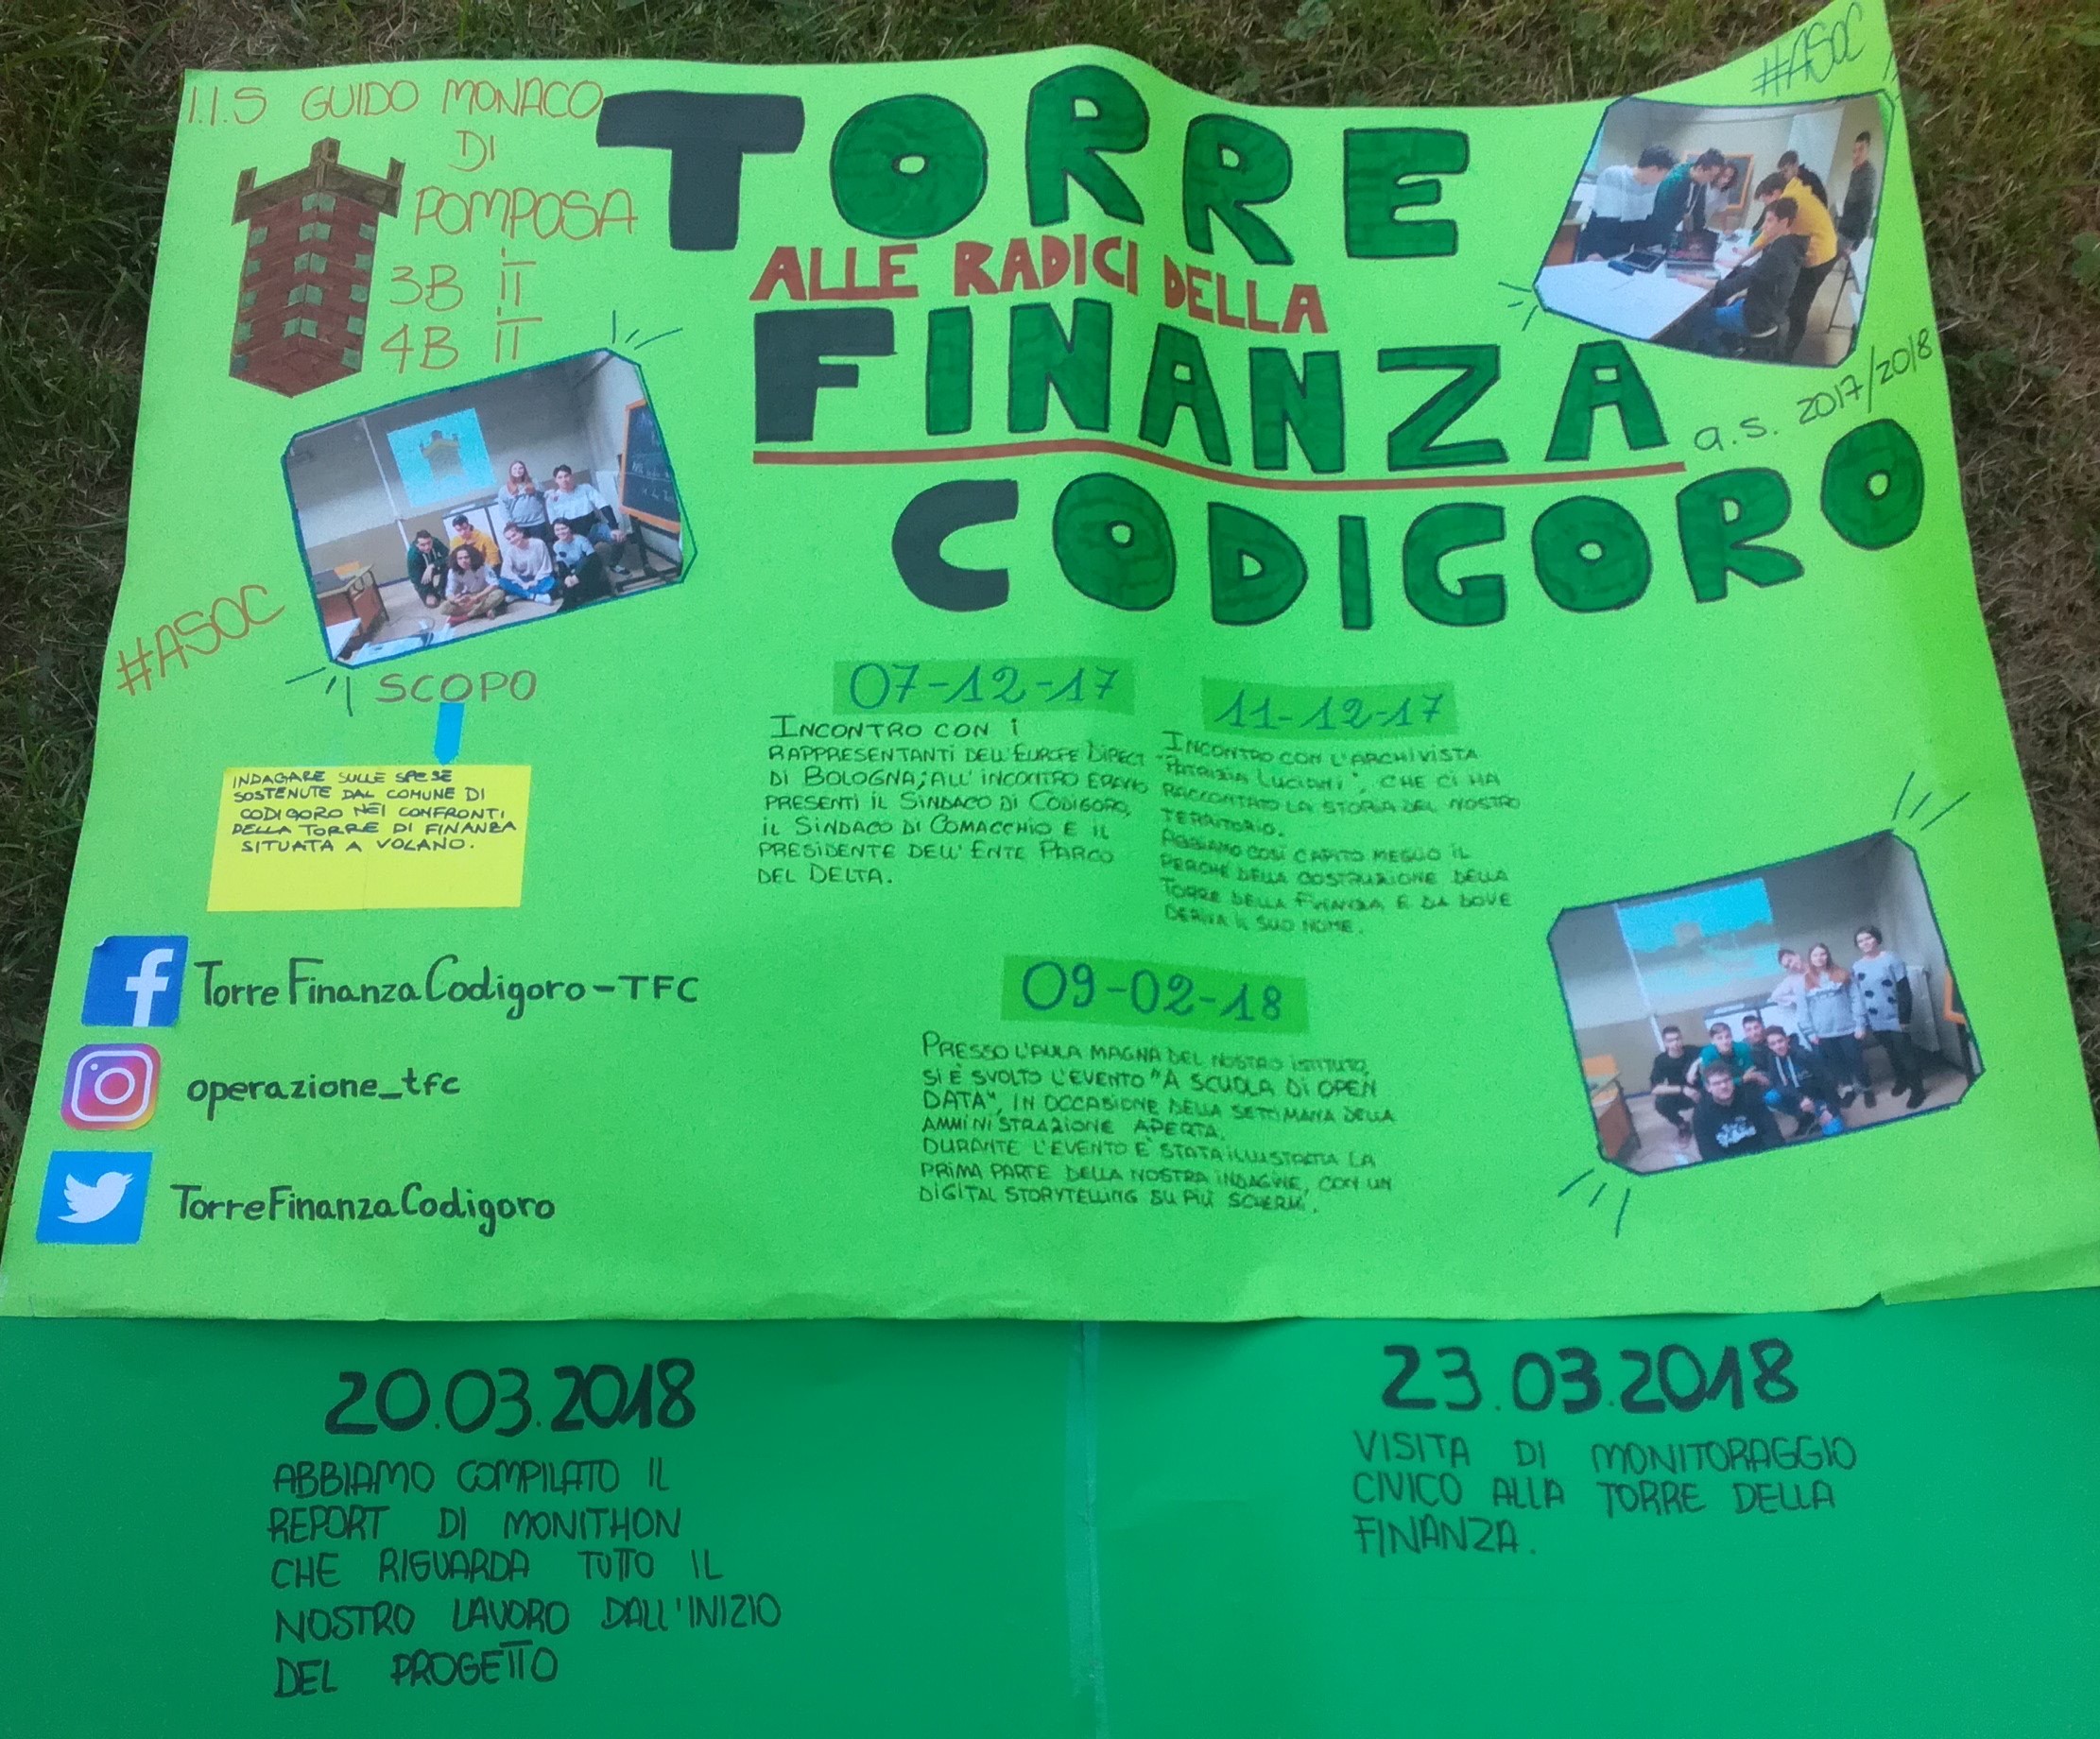 I.I.S GUIDO MONACO
DI
POMPOSA
3B IT
4B IT
#ASOC
TORRE
ALLE RADICI DELLA
FINANZA
a.s. 2017/2018
CODIGORO
#ASOC
SCOPO
INDAGARE SULLE SPESE
SOSTENUTE DAL COMUNE DI
CODIGORO NEI CONFRONTI
DELLA TORRE DI FINANZA
SITUATA A VOLANO.
07-12-17
INCONTRO CON I
RAPPRESENTANTI DELL'EUROPE DIRECT
DI BOLOGNA; ALL'INCONTRO ERANO
PRESENTI IL SINDACO DI CODIGORO,
IL SINDACO DI COMACCHIO E IL
PRESIDENTE DELL'ENTE PARCO
DEL DELTA.
11-12-17
INCONTRO CON L'ARCHIVISTA
"PATRIZIA LUCIANI", CHE CI HA
RACCONTATO LA STORIA DEL NOSTRO
TERRITORIO.
ABBIAMO COSÌ CAPITO MEGLIO IL
PERCHÈ DELLA COSTRUZIONE DELLA
TORRE DELLA FINANZA E DA DOVE
DERIVA IL SUO NOME.
09-02-18
PRESSO L'AULA MAGNA DEL NOSTRO ISTITUTO,
SI È SVOLTO L'EVENTO "A SCUOLA DI OPEN
DATA", IN OCCASIONE DELLA SETTIMANA DELLA
AMMINISTRAZIONE APERTA.
DURANTE L'EVENTO È STATA ILLUSTRATA LA
PRIMA PARTE DELLA NOSTRA INDAGINE, CON UN
DIGITAL STORYTELLING SU PIÙ SCHERMI.
f TorreFinanzaCodigoro-TFC
operazione_tfc
TorreFinanzaCodigoro
20.03.2018
ABBIAMO COMPILATO IL
REPORT DI MONITHON
CHE RIGUARDA TUTTO IL
NOSTRO LAVORO DALL'INIZIO
DEL PROGETTO
23.03.2018
VISITA DI MONITORAGGIO
CIVICO ALLA TORRE DELLA
FINANZA.